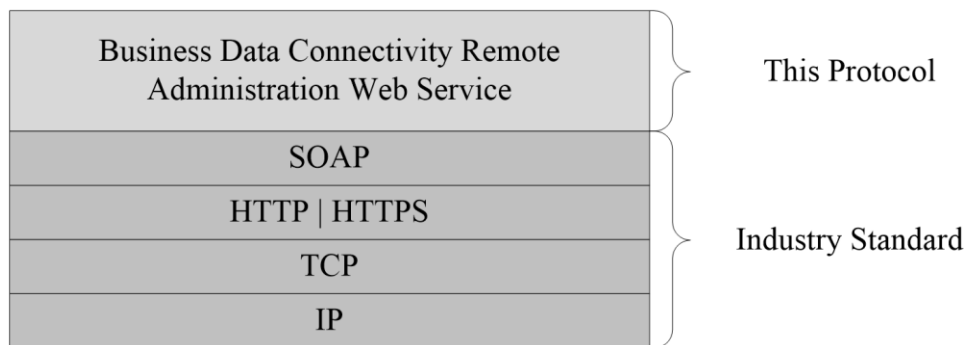 Business Data Connectivity Remote
Administration Web Service
This Protocol
SOAP
HTTP | HTTPS
TCP
IP
Industry Standard